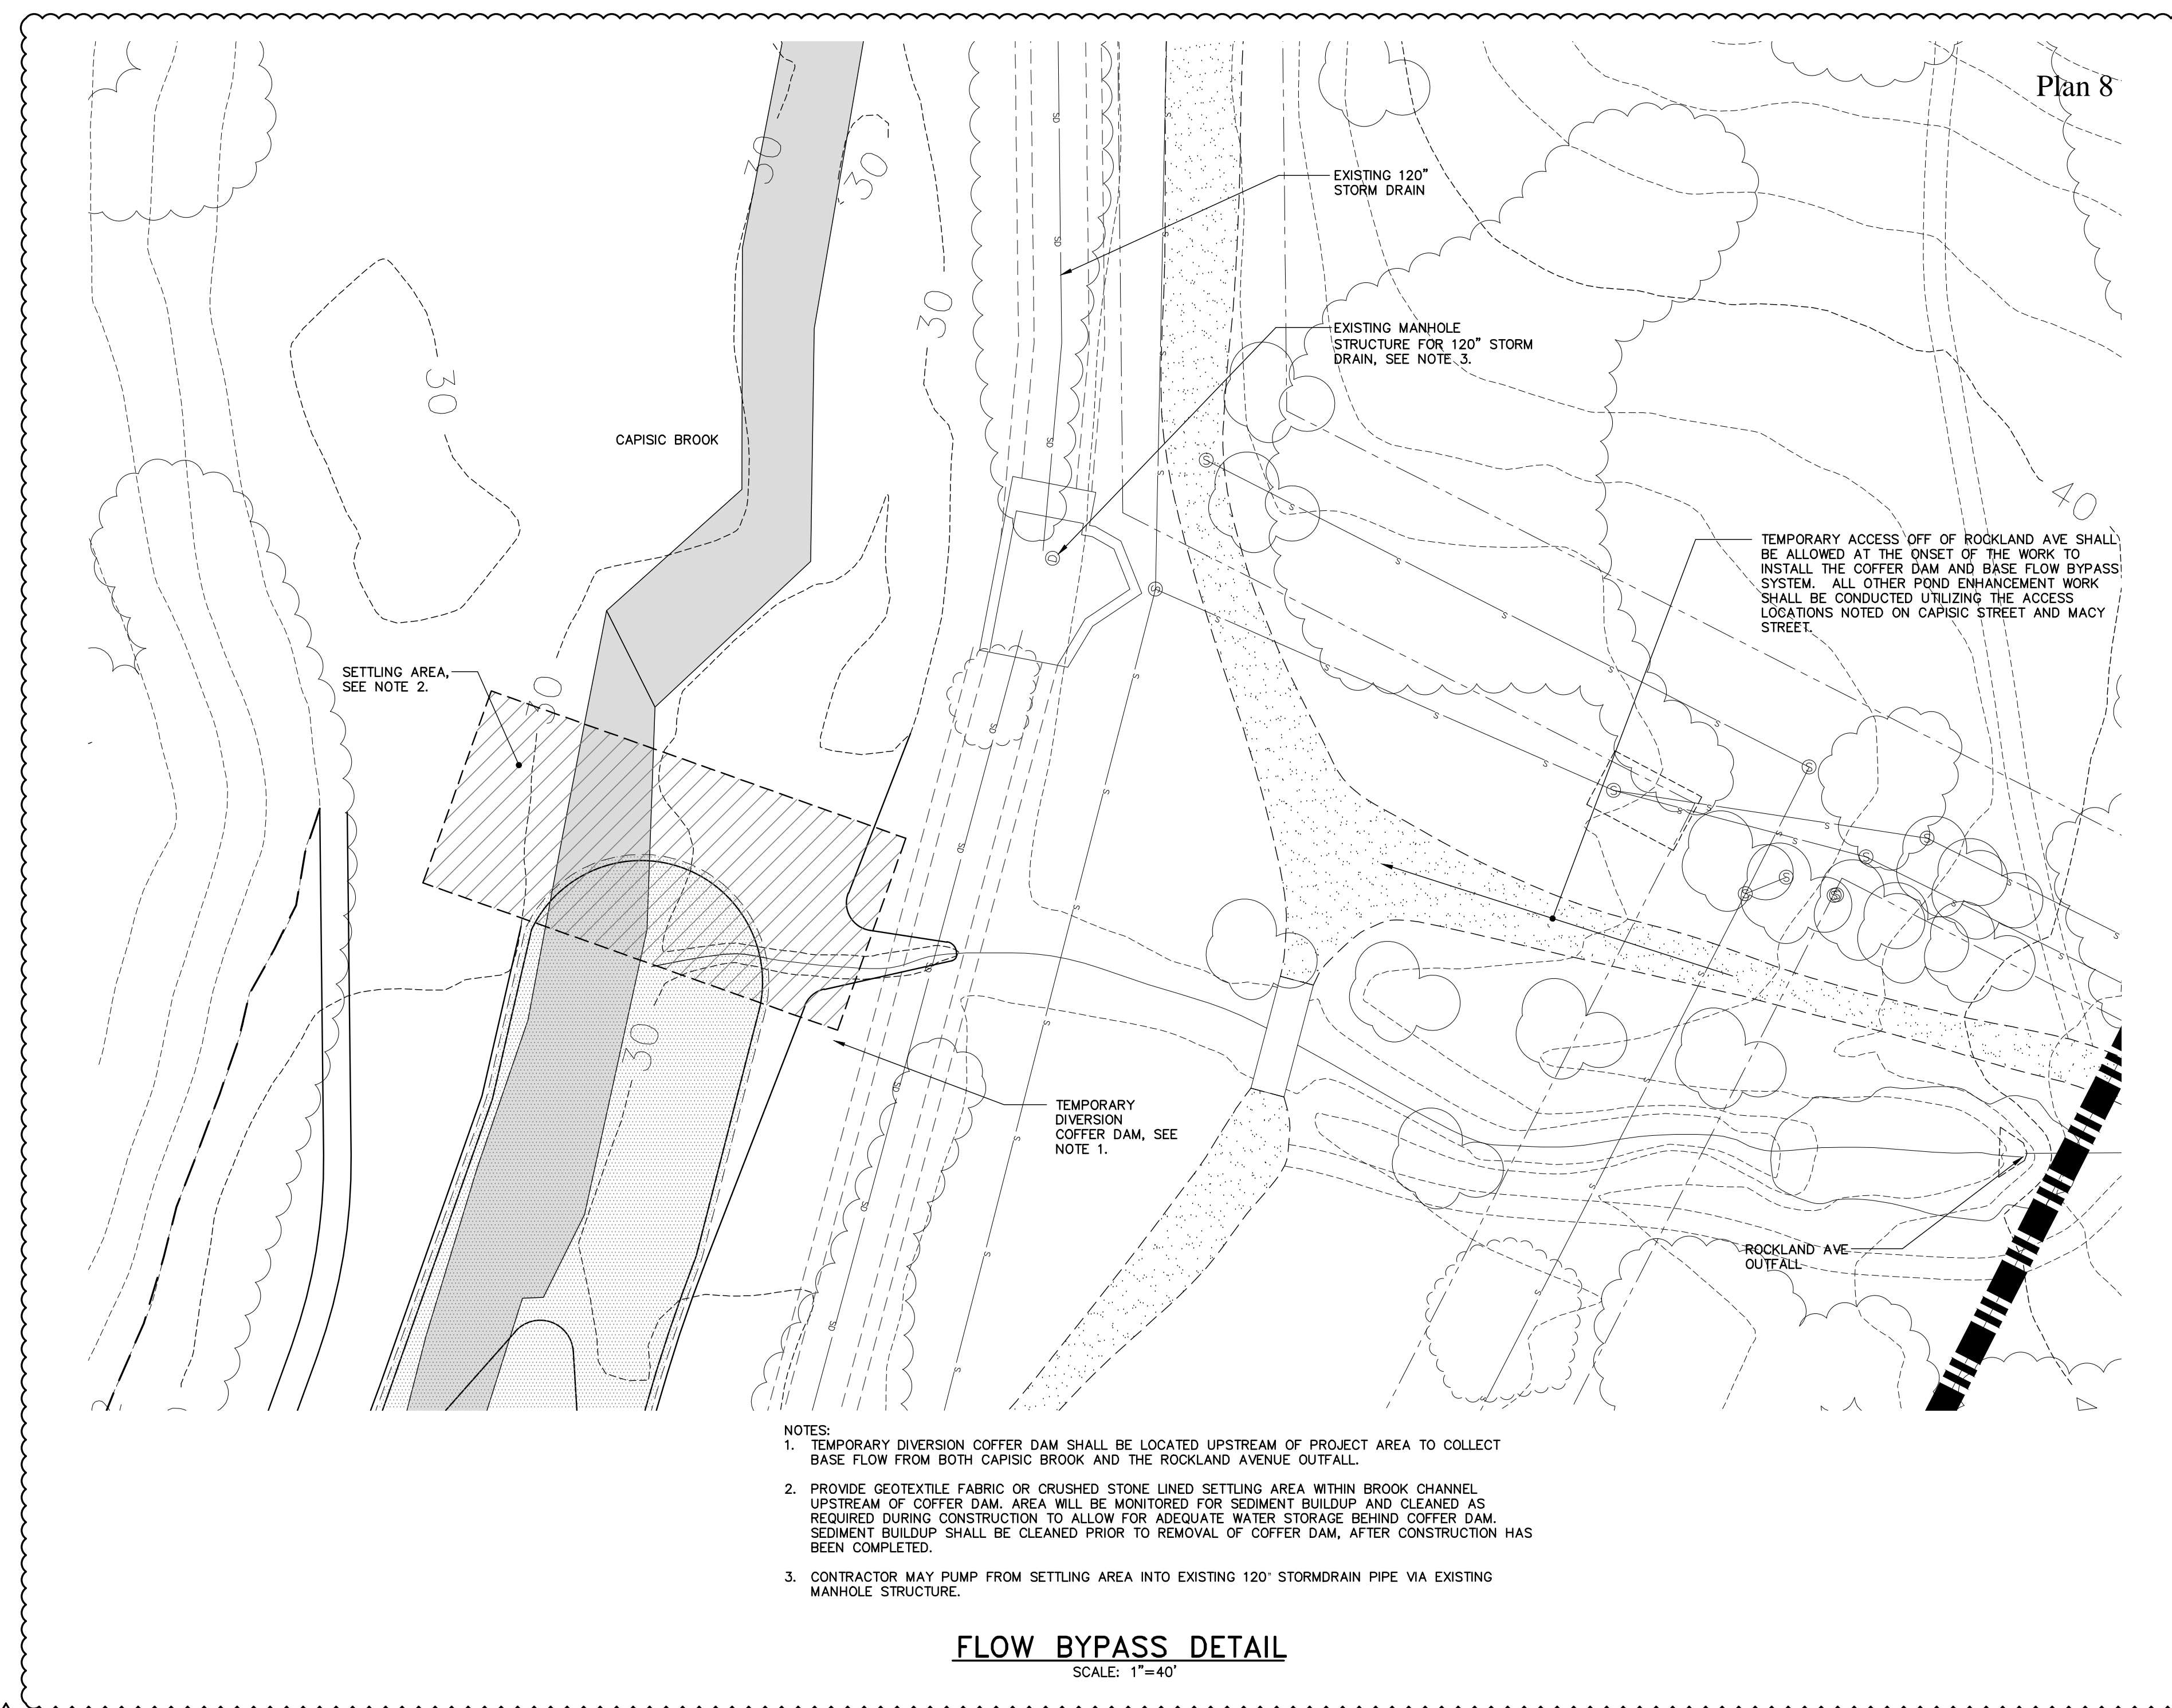 Plan 8
30
30
EXISTING 120"
STORM DRAIN
30
EXISTING MANHOLE
STRUCTURE FOR 120" STORM
DRAIN, SEE NOTE 3.
30
CAPISIC BROOK
40
TEMPORARY ACCESS OFF OF ROCKLAND AVE SHALL
BE ALLOWED AT THE ONSET OF THE WORK TO
INSTALL THE COFFER DAM AND BASE FLOW BYPASS
SYSTEM. ALL OTHER POND ENHANCEMENT WORK
SHALL BE CONDUCTED UTILIZING THE ACCESS
LOCATIONS NOTED ON CAPISIC STREET AND MACY
STREET.
SETTLING AREA,
SEE NOTE 2.
30
30
TEMPORARY
DIVERSION
COFFER DAM, SEE
NOTE 1.
ROCKLAND AVE
OUTFALL
NOTES:
1. TEMPORARY DIVERSION COFFER DAM SHALL BE LOCATED UPSTREAM OF PROJECT AREA TO COLLECT
BASE FLOW FROM BOTH CAPISIC BROOK AND THE ROCKLAND AVENUE OUTFALL.
2. PROVIDE GEOTEXTILE FABRIC OR CRUSHED STONE LINED SETTLING AREA WITHIN BROOK CHANNEL
UPSTREAM OF COFFER DAM. AREA WILL BE MONITORED FOR SEDIMENT BUILDUP AND CLEANED AS
REQUIRED DURING CONSTRUCTION TO ALLOW FOR ADEQUATE WATER STORAGE BEHIND COFFER DAM.
SEDIMENT BUILDUP SHALL BE CLEANED PRIOR TO REMOVAL OF COFFER DAM, AFTER CONSTRUCTION HAS
BEEN COMPLETED.
3. CONTRACTOR MAY PUMP FROM SETTLING AREA INTO EXISTING 120" STORMDRAIN PIPE VIA EXISTING
MANHOLE STRUCTURE.
FLOW BYPASS DETAIL
SCALE: 1"=40'